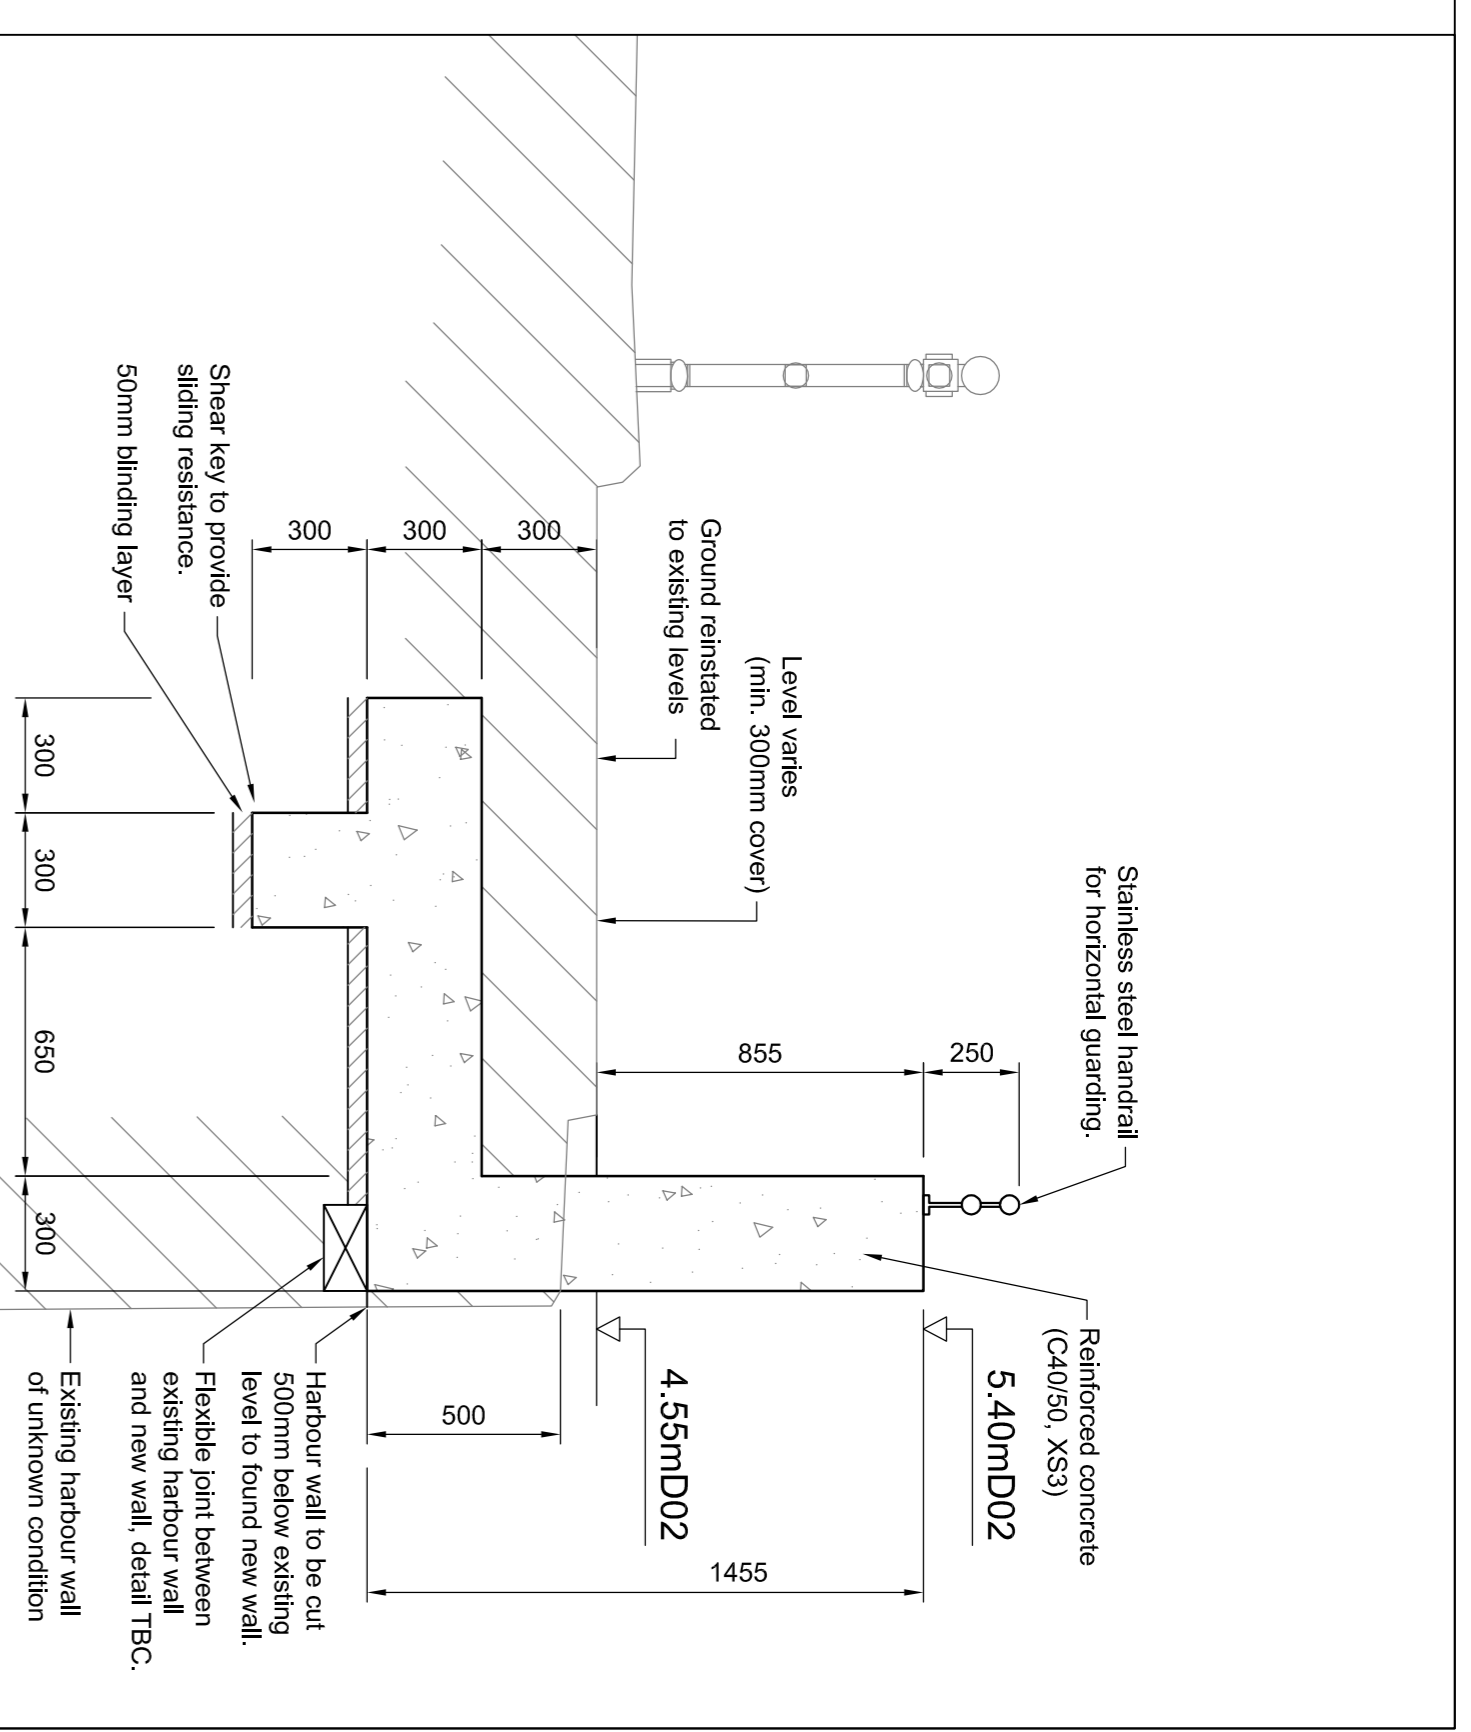 Stainless steel handrail
for horizontal guarding.
Reinforced concrete
(C40/50, XS3)
5.40mD02
4.55mD02
Level varies
(min. 300mm cover)
Ground reinstated
to existing levels
250
855
1455
500
300
300
300
Shear key to provide
sliding resistance.
50mm blinding layer
300
300
650
300
Harbour wall to be cut
500mm below existing
level to found new wall.
Flexible joint between
existing harbour wall
and new wall, detail TBC.
Existing harbour wall
of unknown condition